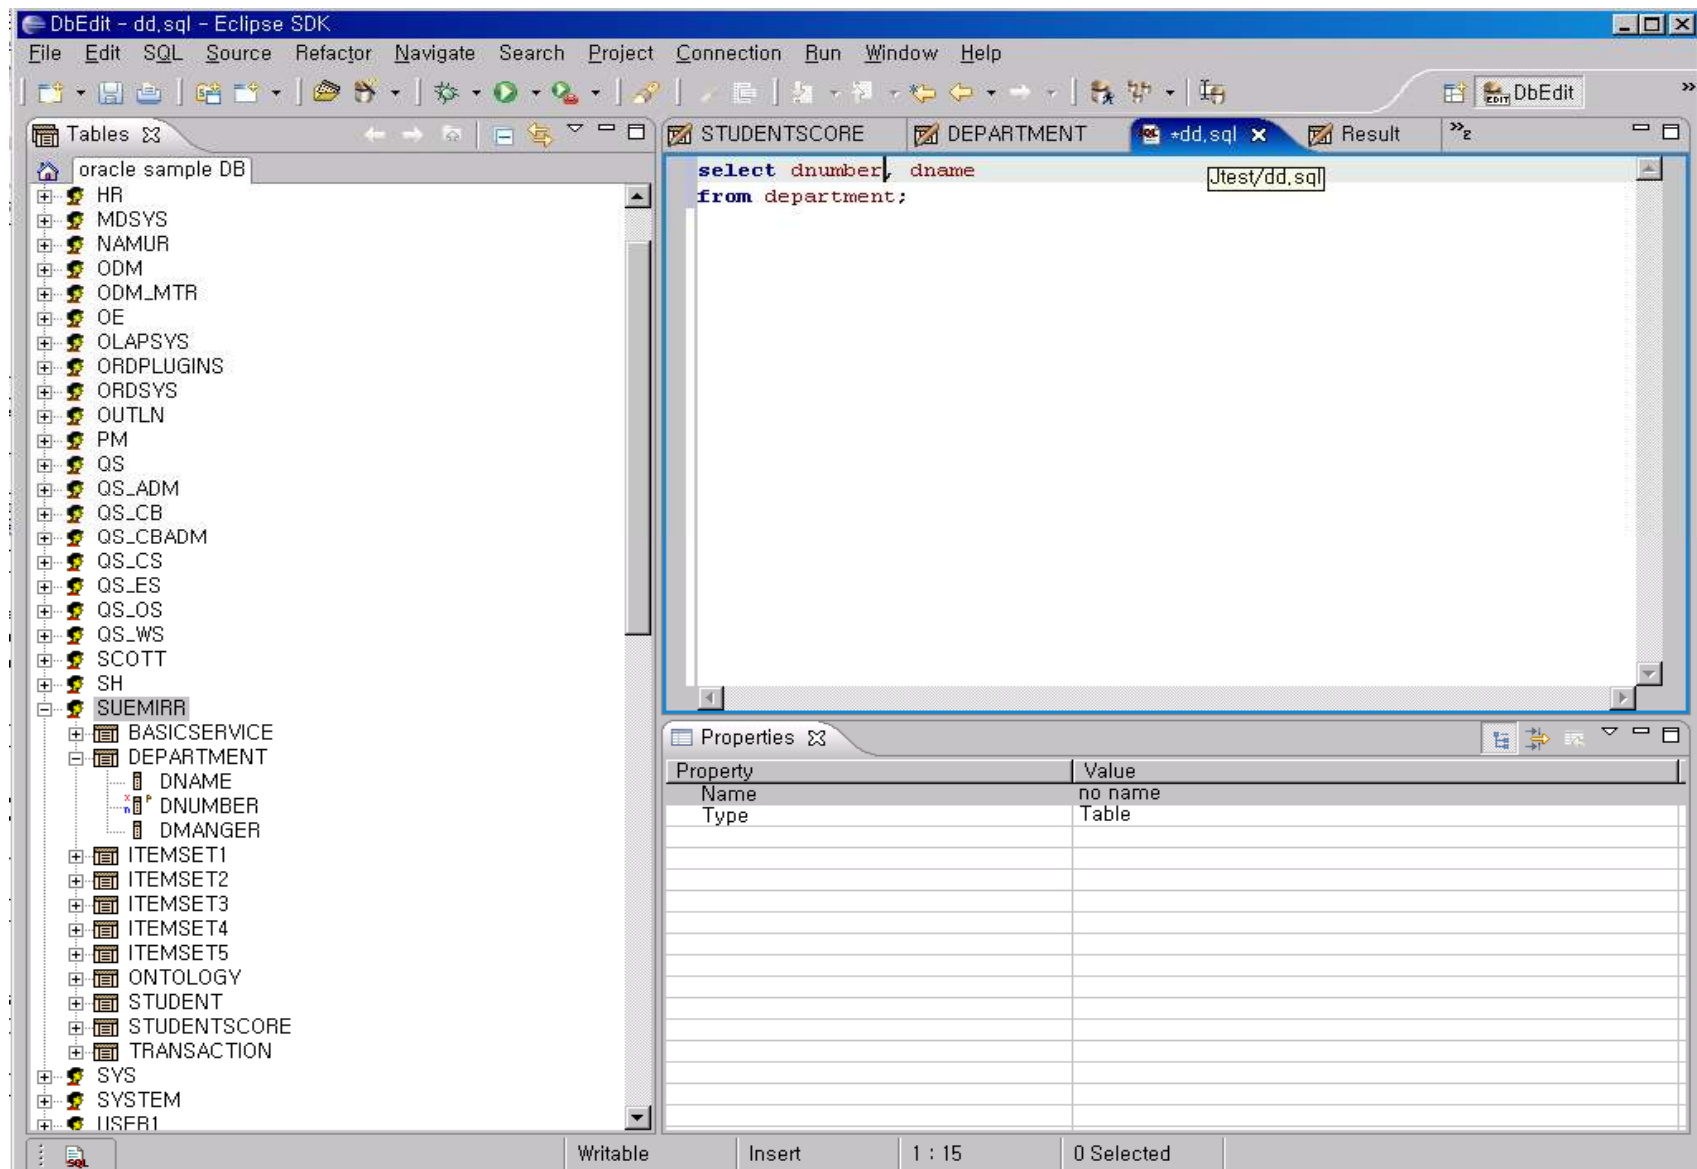 DbEdit - dd.sql - Eclipse SDK
File Edit SQL Source Refactor Navigate Search Project Connection Run Window Help
DbEdit
Tables
STUDENTSCORE DEPARTMENT *dd.sql Result
oracle sample DB
HR
MDSYS
NAMUR
ODM
ODM_MTR
OE
OLAPSYS
ORDPLUGINS
ORDSYS
OUTLN
PM
QS
QS_ADM
QS_CB
QS_CBADM
QS_CS
QS_ES
QS_OS
QS_WS
SCOTT
SH
SUEMIRR
BASICSERVICE
DEPARTMENT
DNAME
DNUMBER
DMANGER
ITEMSET1
ITEMSET2
ITEMSET3
ITEMSET4
ITEMSET5
ONTOLOGY
STUDENT
STUDENTSCORE
TRANSACTION
SYS
SYSTEM
USER1
select dnumber, dname
from department;
Jtest/dd.sql
Properties
Property Value
Name no name
Type Table
Writable Insert 1 : 15 0 Selected